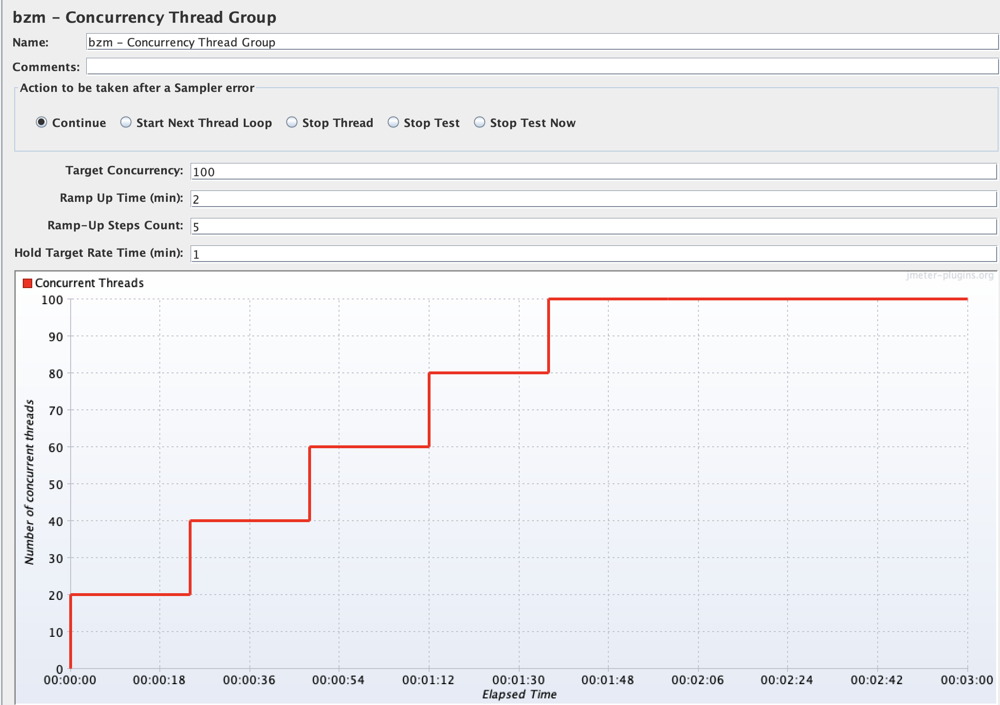 bzm – Concurrency Thread Group
Name: bzm – Concurrency Thread Group
Comments:
Action to be taken after a Sampler error
Continue Start Next Thread Loop Stop Thread Stop Test Stop Test Now
Target Concurrency: 100
Ramp Up Time (min): 2
Ramp–Up Steps Count: 5
Hold Target Rate Time (min): 1
jmeter-plugins.org
Concurrent Threads
100
90
80
70
60
50
40
30
20
10
0
Number of concurrent threads
00:00:00 00:00:18 00:00:36 00:00:54 00:01:12 00:01:30 00:01:48 00:02:06 00:02:24 00:02:42 00:03:00
Elapsed Time